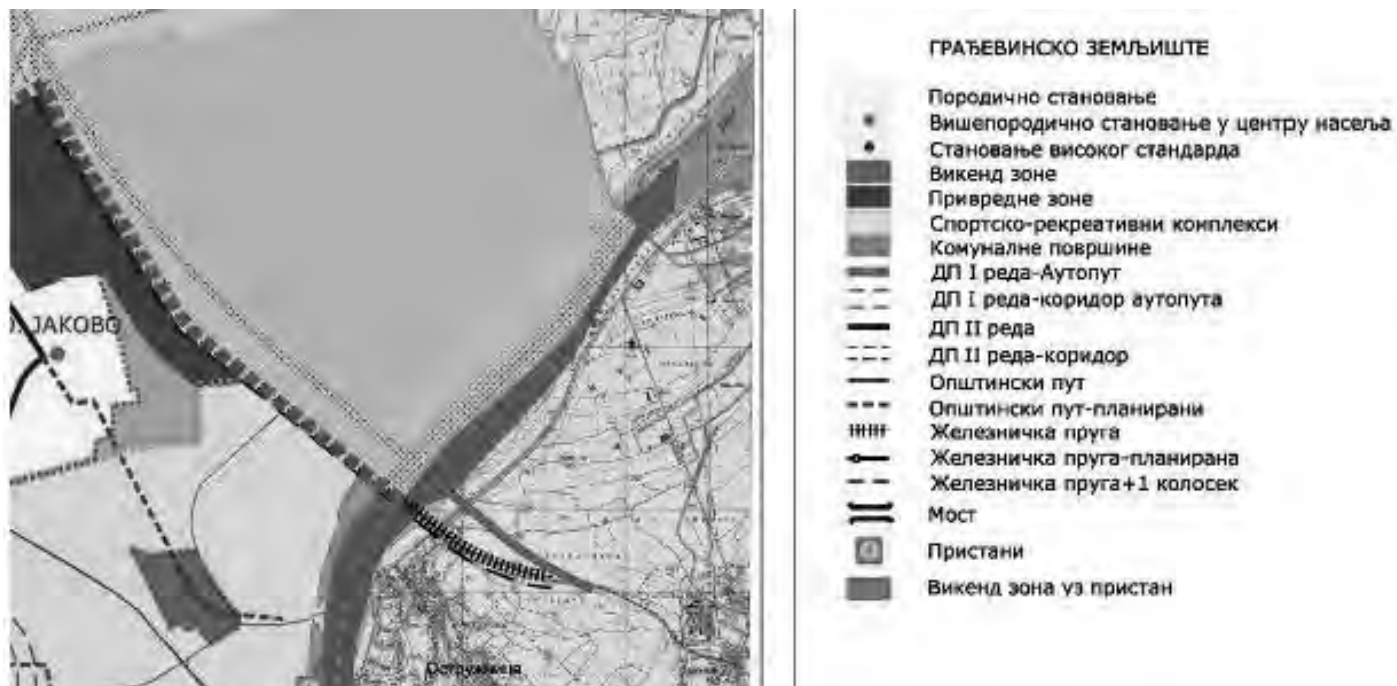 ЈАКОВО
Остружница
ГРАЂЕВИНСКО ЗЕМЉИШТЕ
Породично становање
Вишепородично становање у центру насеља
Становање високог стандарда
Викенд зоне
Привредне зоне
Спортско-рекреативни комплекси
Комуналне површине
ДП I реда-Аутопут
ДП I реда-коридор аутопута
ДП II реда
ДП II реда-коридор
Општински пут
Општински пут-планирани
Железничка пруга
Железничка пруга-планирана
Железничка пруга+1 колосек
Мост
Пристани
Викенд зона уз пристан